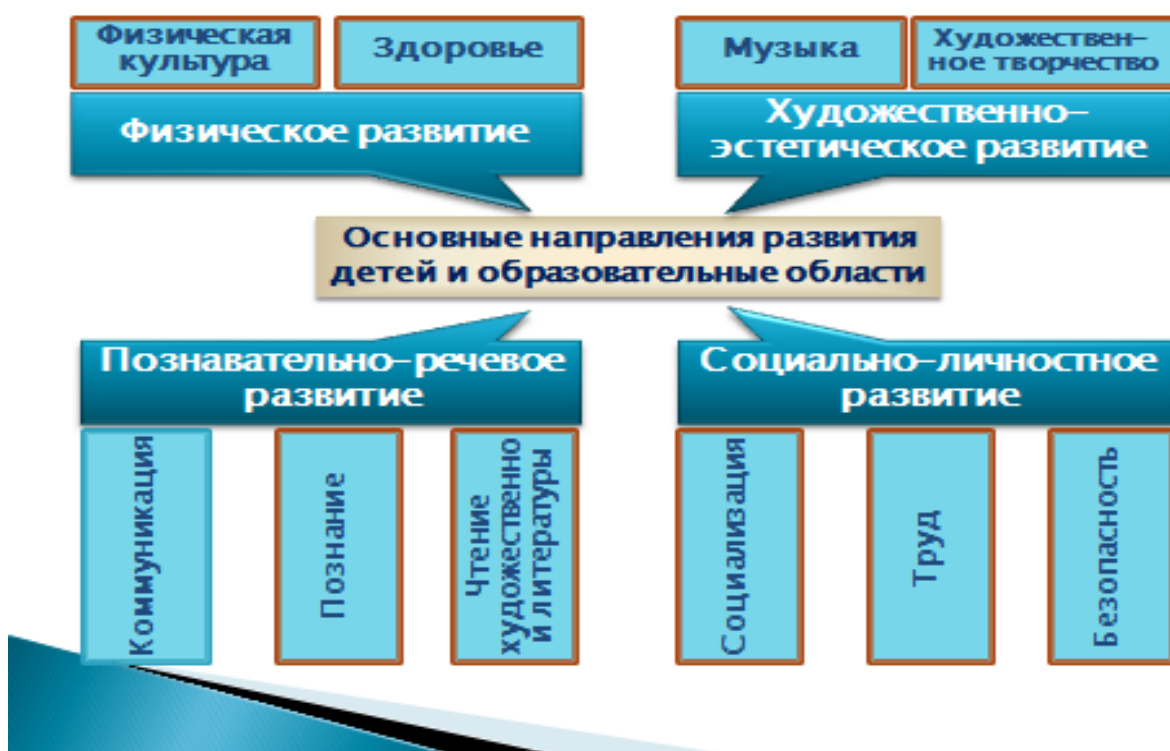 Физическая
культура
Здоровье
Музыка
Художествен-
ное творчество
Физическое развитие
Художественно-
эстетическое развитие
Основные направления развития
детей и образовательные области
Познавательно-речевое
развитие
Социально-личностное
развитие
Коммуникация
Познание
Чтение
художественно
и литературы
Социализация
Труд
Безопасность